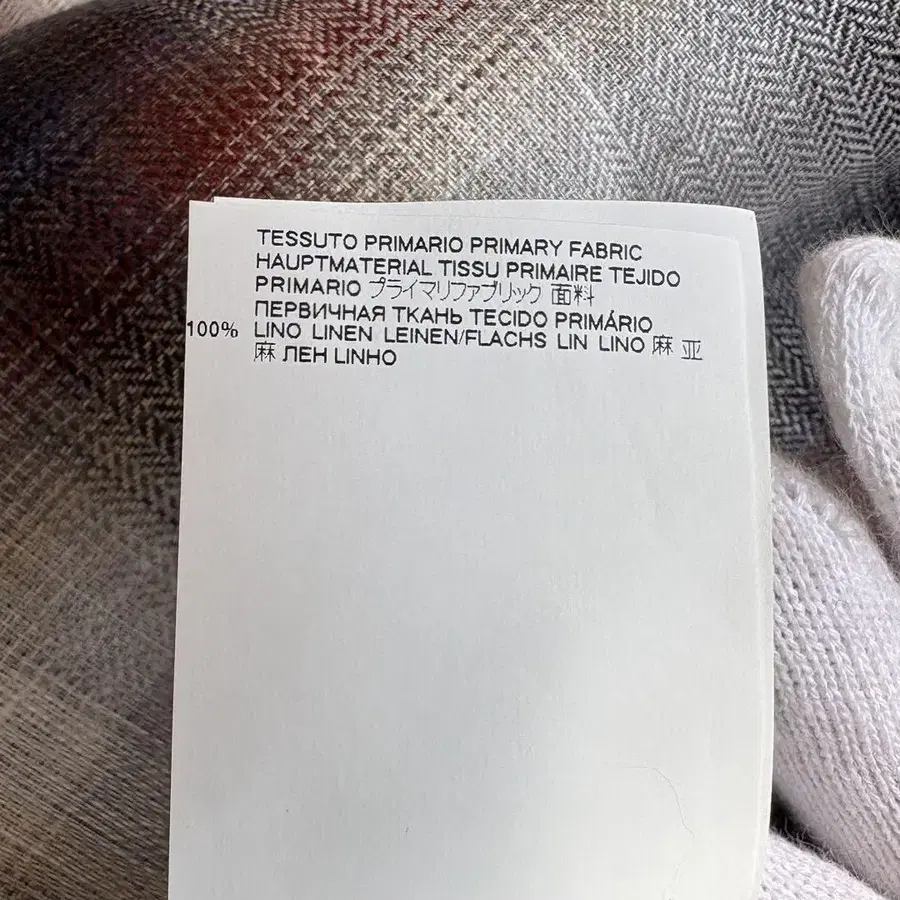 TESSUTO PRIMARIO PRIMARY FABRIC
HAUPTMATERIAL TISSU PRIMAIRE TEJIDO
PRIMARIO プライマリファブリック 面料
ПЕРВИЧНАЯ ТКАНЬ TECIDO PRIMÁRIO
100% LINO LINEN LEINEN/FLACHS LIN LINO 麻 亚
麻 ЛЕН LINHO